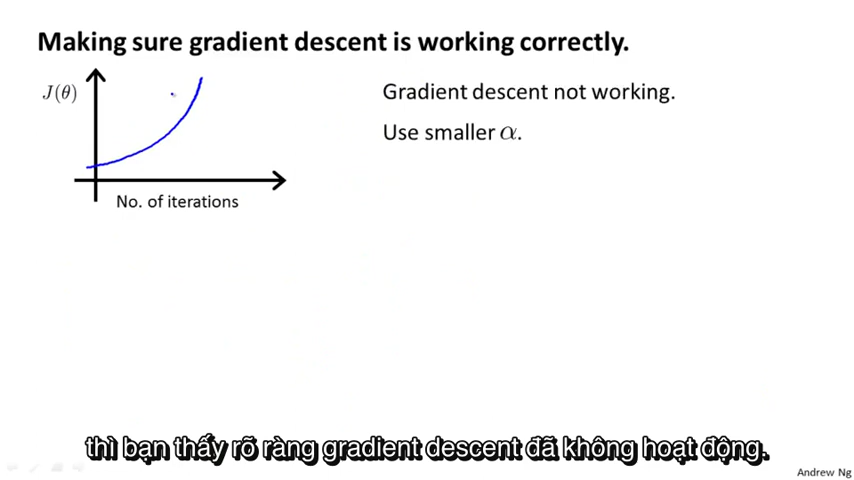 Making sure gradient descent is working correctly.
J(θ)
Gradient descent not working.
Use smaller α.
No. of iterations
thì bạn thấy rõ ràng gradient descent đã không hoạt động.
Andrew Ng